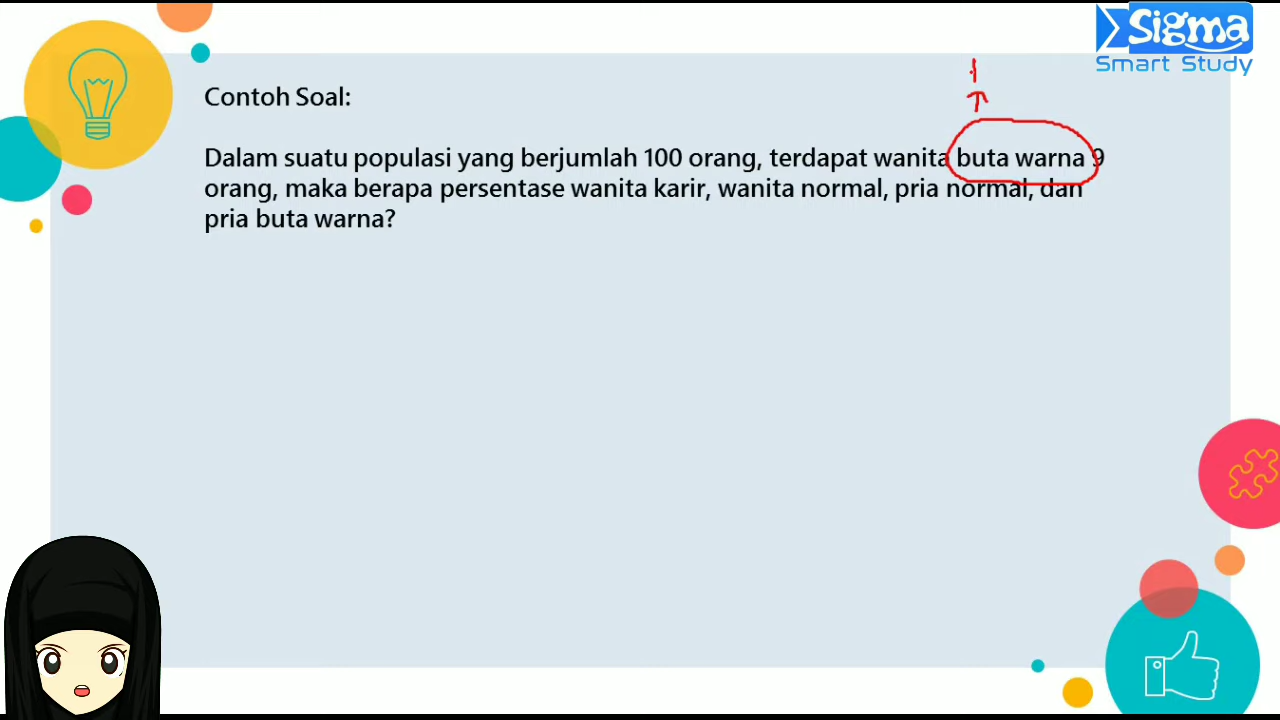 Sigma
Smart Study
Contoh Soal:
Dalam suatu populasi yang berjumlah 100 orang, terdapat wanita buta warna 9
orang, maka berapa persentase wanita karir, wanita normal, pria normal, dan
pria buta warna?